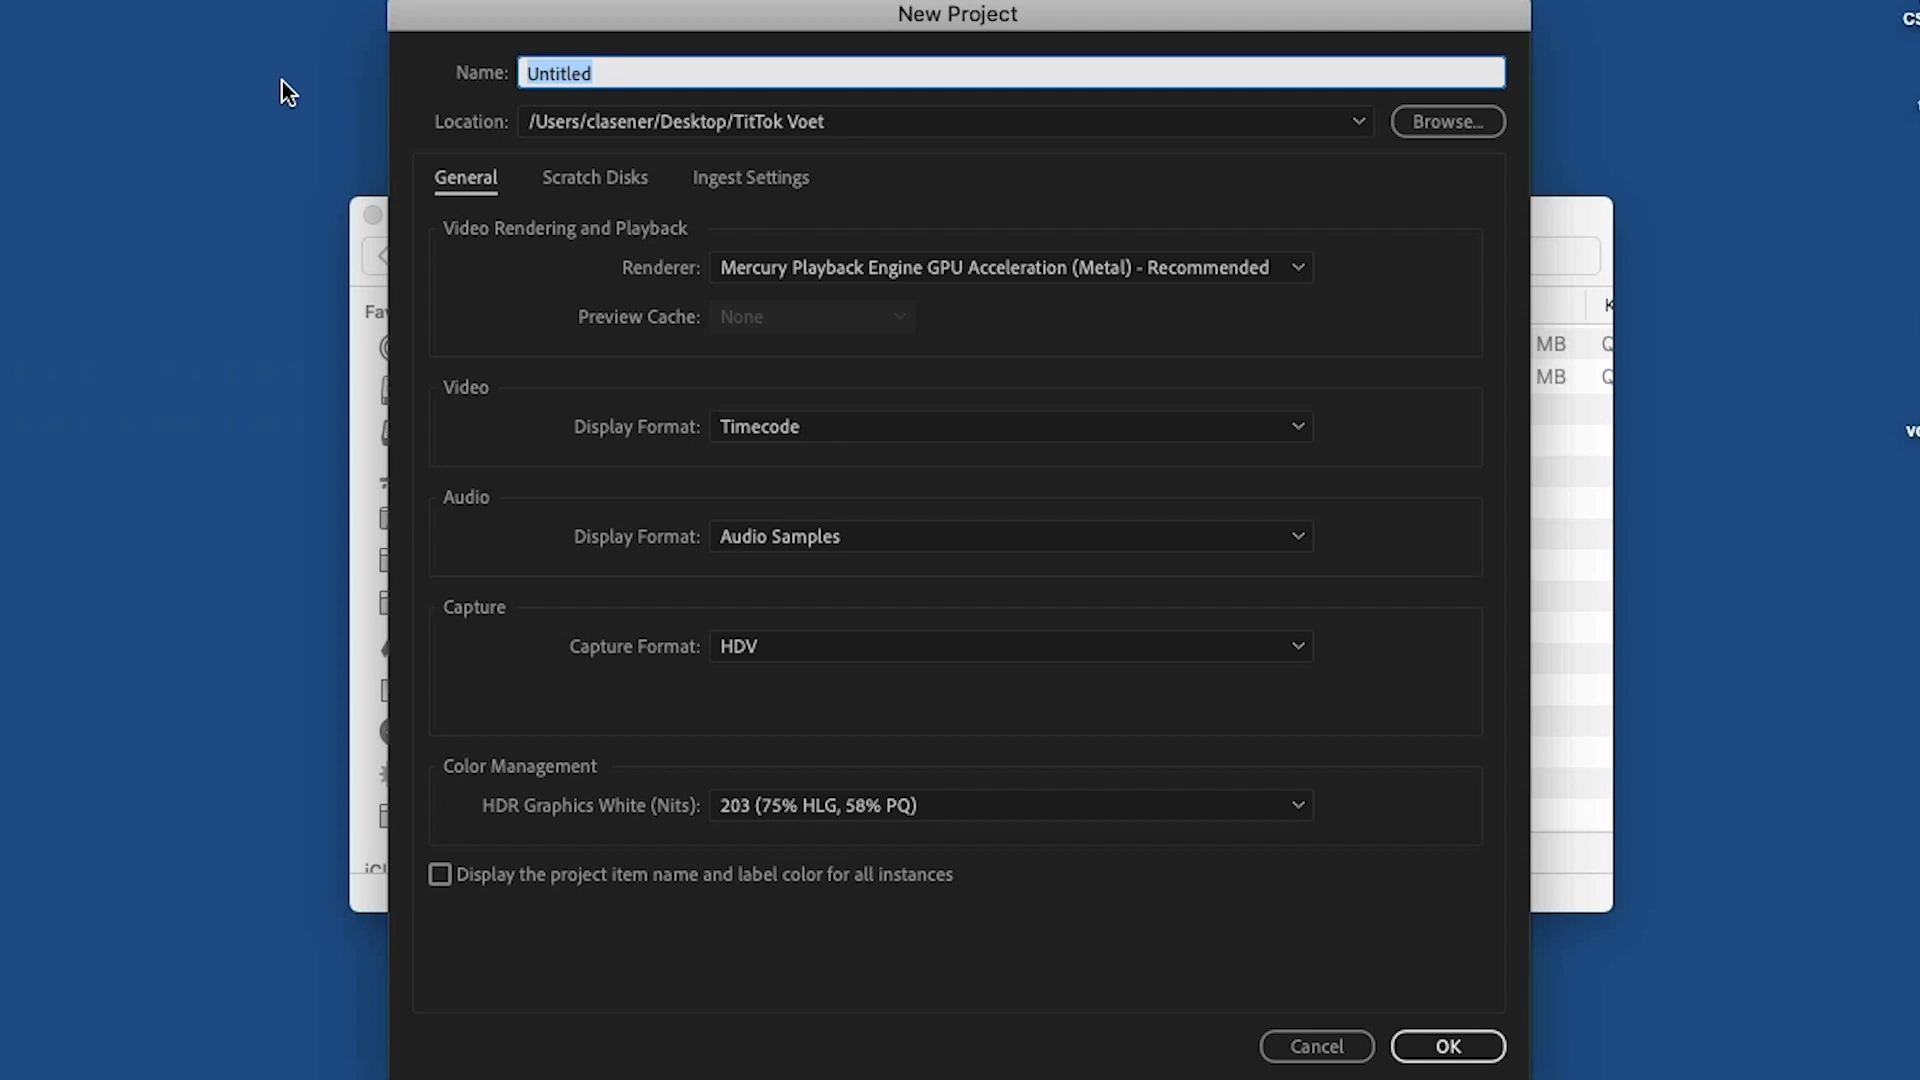 New Project
Name: Untitled
Location: /Users/clasener/Desktop/TitTok Voet Browse...
General Scratch Disks Ingest Settings
Video Rendering and Playback
Renderer: Mercury Playback Engine GPU Acceleration (Metal) - Recommended
Preview Cache: None
Video
Display Format: Timecode
Audio
Display Format: Audio Samples
Capture
Capture Format: HDV
Color Management
HDR Graphics White (Nits): 203 (75% HLG, 58% PQ)
Display the project item name and label color for all instances
Cancel OK
Fav
MB
MB